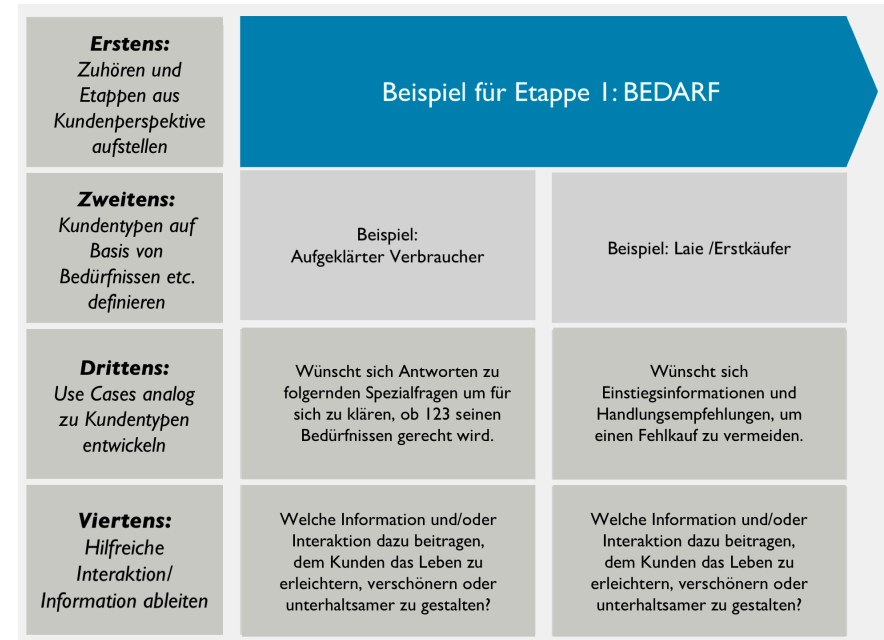 Erstens:
Zuhören und
Etappen aus
Kundenperspektive
aufstellen
Beispiel für Etappe 1: BEDARF
Zweitens:
Kundentypen auf
Basis von
Bedürfnissen etc.
definieren
Beispiel:
Aufgeklärter Verbraucher
Beispiel: Laie /Erstkäufer
Drittens:
Use Cases analog
zu Kundentypen
entwickeln
Wünscht sich Antworten zu
folgernden Spezialfragen um für
sich zu klären, ob 123 seinen
Bedürfnissen gerecht wird.
Wünscht sich
Einstiegsinformationen und
Handlungsempfehlungen, um
einen Fehlkauf zu vermeiden.
Viertens:
Hilfreiche
Interaktion/
Information ableiten
Welche Information und/oder
Interaktion dazu beitragen,
dem Kunden das Leben zu
erleichtern, verschönern oder
unterhaltsamer zu gestalten?
Welche Information und/oder
Interaktion dazu beitragen,
dem Kunden das Leben zu
erleichtern, verschönern oder
unterhaltsamer zu gestalten?